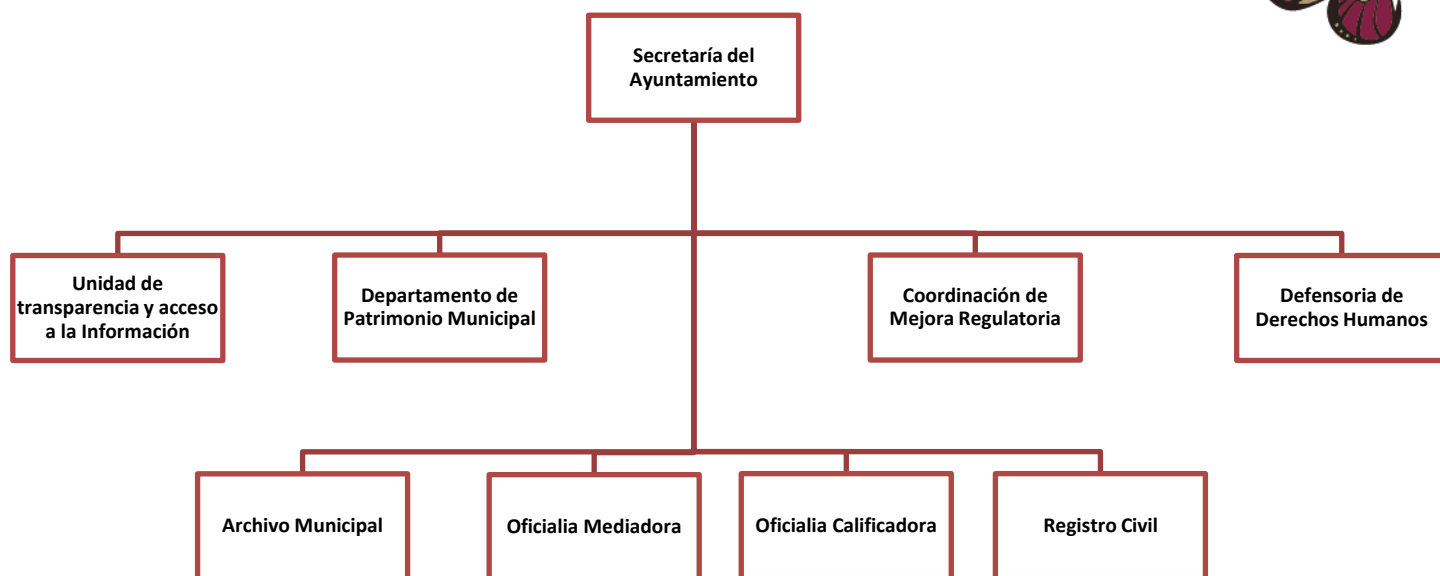 Secretaría del
Ayuntamiento
Unidad de
transparencia y acceso
a la Información
Departamento de
Patrimonio Municipal
Coordinación de
Mejora Regulatoria
Defensoria de
Derechos Humanos
Archivo Municipal
Oficialia Mediadora
Oficialia Calificadora
Registro Civil